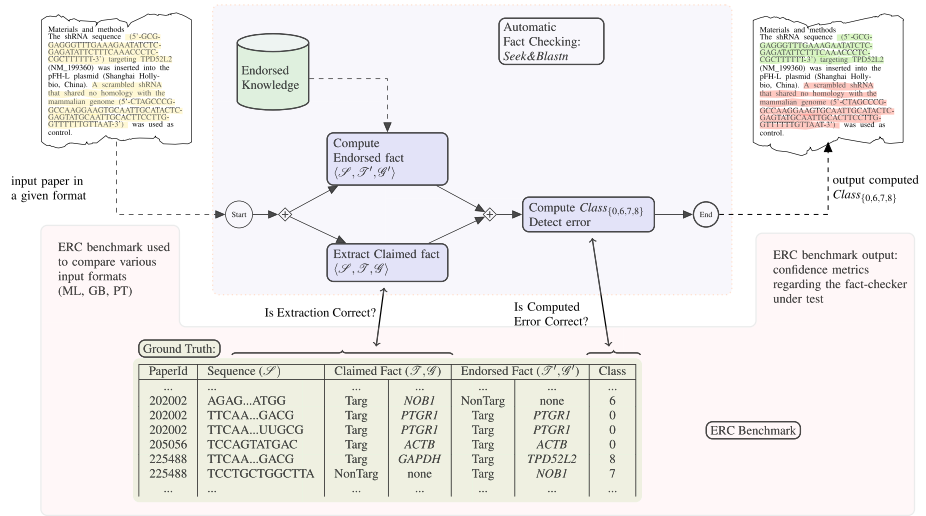 Materials and methods
The shRNA sequence (5'-GCG-
GAGGGTTTGAAAGAATATCTC-
GAGATATTCTTTCAAACCCTC-
CGCTTTTTT-3') targeting TPD52L2
(NM_199360) was inserted into the
pFH-L plasmid (Shanghai Holly-
bio, China). A scrambled shRNA
that shared no homology with the
mammalian genome (5'-CTAGCCCG-
GCCAAGGAAGTGCAATTGCATACTC-
GAGTATGCAATTGCACTTCCTTG-
GTTTTTTGTTAAT-3') was used as
control.
Endorsed
Knowledge
Automatic
Fact Checking:
Seek&Blastn
Materials and methods
The shRNA sequence (5'-GCG-
GAGGGTTTGAAAGAATATCTC-
GAGATATTCTTTCAAACCCTC-
CGCTTTTTT-3') targeting TPD52L2
(NM_199360) was inserted into the
pFH-L plasmid (Shanghai Holly-
bio, China). A scrambled shRNA
that shared no homology with the
mammalian genome (5'-CTAGCCCG-
GCCAAGGAAGTGCAATTGCATACTC-
GAGTATGCAATTGCACTTCCTTG-
GTTTTTTGTTAAT-3') was used as
control.
Compute
Endorsed fact
⟨𝒮, 𝒯′, 𝒢′⟩
input paper in
a given format
output computed
Class{0,6,7,8}
Start
Compute Class{0,6,7,8}
Detect error
End
Extract Claimed fact
⟨𝒮, 𝒯, 𝒢⟩
ERC benchmark used
to compare various
input formats
(ML, GB, PT)
ERC benchmark output:
confidence metrics
regarding the fact-checker
under test
Is Extraction Correct?
Is Computed
Error Correct?
Ground Truth:
PaperId Sequence (𝒮) Claimed Fact (𝒯,𝒢) Endorsed Fact (𝒯′,𝒢′) Class
... ... ... ... ...
202002 AGAG...ATGG Targ NOB1 NonTarg none 6
202002 TTCAA...GACG Targ PTGR1 Targ PTGR1 0
202002 TTCAA...UUGCG Targ PTGR1 Targ PTGR1 0
205056 TCCAGTATGAC Targ ACTB Targ ACTB 0
225488 TTCAA...GACG Targ GAPDH Targ TPD52L2 8
225488 TCCTGCTGGCTTA NonTarg none Targ NOB1 7
... ... ... ... ...
ERC Benchmark